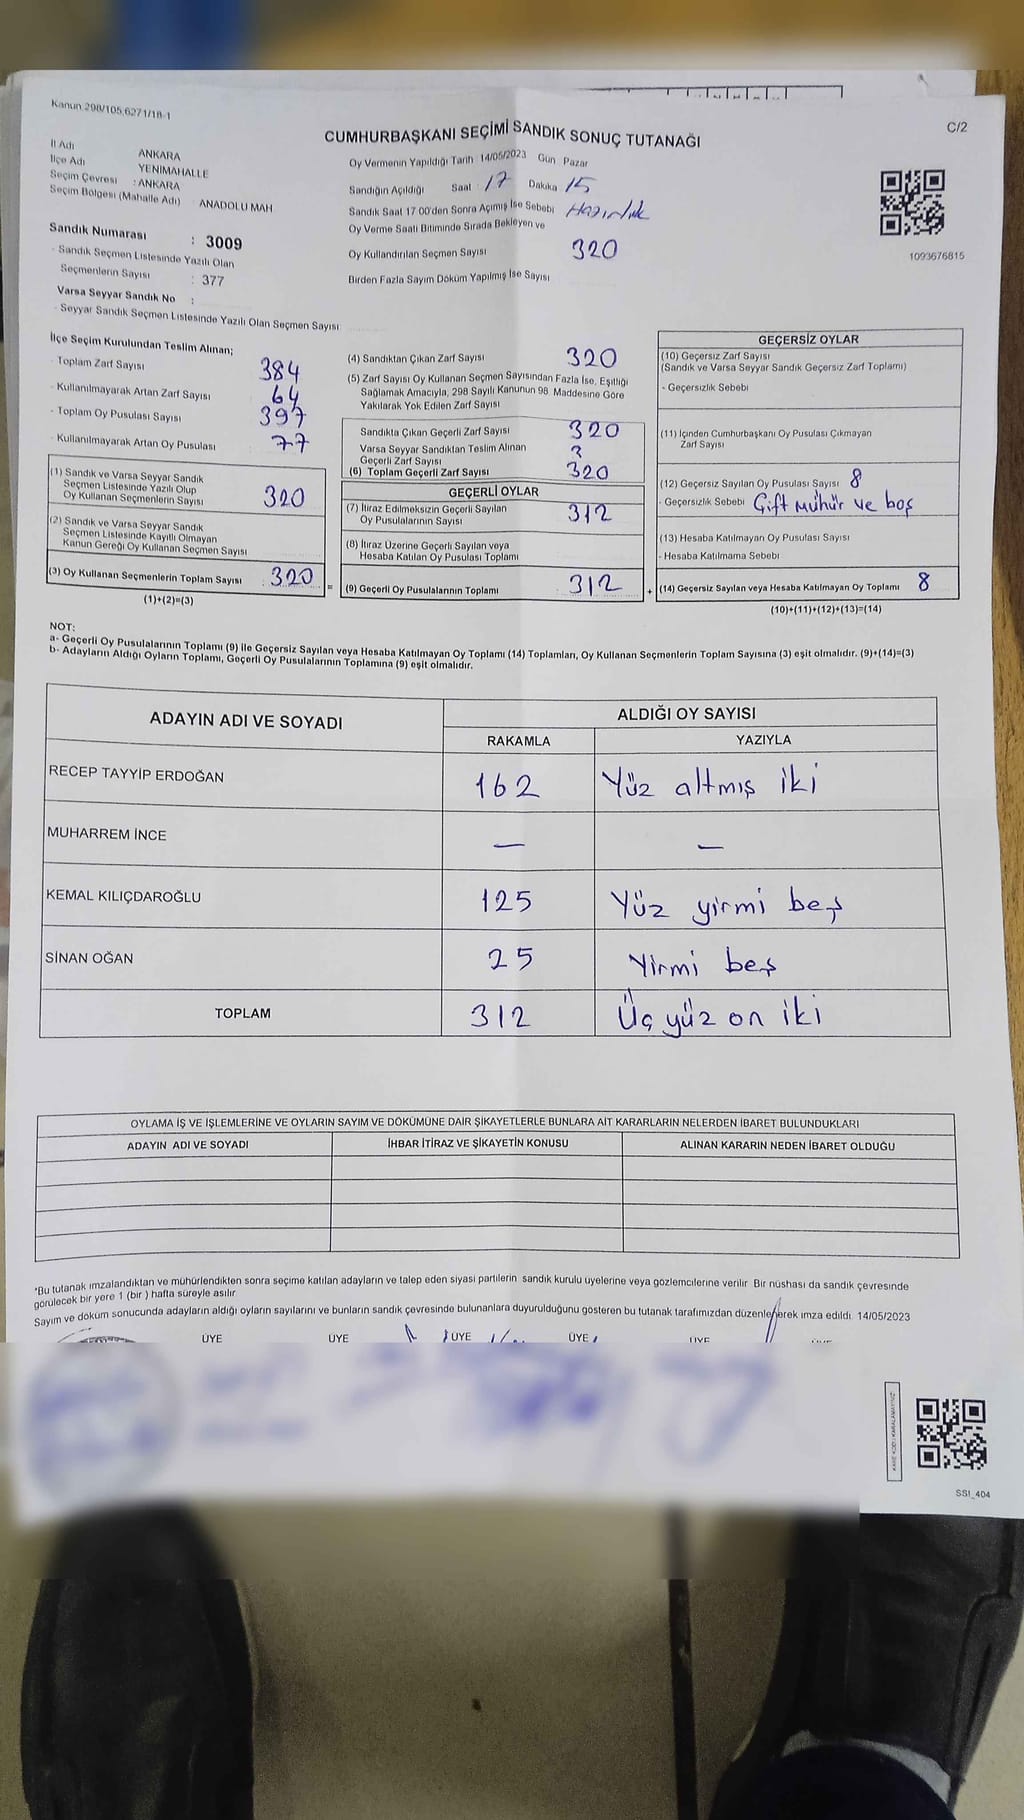 Kanun 298/105,6271/18-1
C/2
CUMHURBAŞKANI SEÇİMİ SANDIK SONUÇ TUTANAĞI
İl Adı ANKARA
İlçe Adı YENİMAHALLE
Seçim Çevresi : ANKARA
Seçim Bölgesi (Mahalle Adı) ANADOLU MAH
Sandık Numarası : 3009
- Sandık Seçmen Listesinde Yazılı Olan
Seçmenlerin Sayısı : 377
Varsa Seyyar Sandık No :
- Seyyar Sandık Seçmen Listesinde Yazılı Olan Seçmen Sayısı
Oy Vermenin Yapıldığı Tarih 14/05/2023 Gün Pazar
Sandığın Açıldığı Saat : 17 Dakika 15
Sandık Saat 17 00'den Sonra Açımış İse Sebebi Hazırlık
Oy Verme Saati Bitiminde Sırada Bekleyen ve
Oy Kullandırılan Seçmen Sayısı 320
Birden Fazla Sayım Döküm Yapılmış İse Sayısı
1093676815
İlçe Seçim Kurulundan Teslim Alınan;
- Toplam Zarf Sayısı 384
- Kullanılmayarak Artan Zarf Sayısı 64
- Toplam Oy Pusulası Sayısı 397
- Kullanılmayarak Artan Oy Pusulası 77
(1) Sandık ve Varsa Seyyar Sandık
Seçmen Listesinde Yazılı Olup
Oy Kullanan Seçmenlerin Sayısı 320
(2) Sandık ve Varsa Seyyar Sandık
Seçmen Listesinde Kayıtlı Olmayan
Kanun Gereği Oy Kullanan Seçmen Sayısı
(3) Oy Kullanan Seçmenlerin Toplam Sayısı : 320 =
(1)+(2)=(3)
(4) Sandıktan Çıkan Zarf Sayısı 320
(5) Zarf Sayısı Oy Kullanan Seçmen Sayısından Fazla İse, Eşitliği
Sağlamak Amacıyla, 298 Sayılı Kanunun 98 Maddesine Göre
Yakılarak Yok Edilen Zarf Sayısı
Sandıkta Çıkan Geçerli Zarf Sayısı 320
Varsa Seyyar Sandıktan Teslim Alınan
Geçerli Zarf Sayısı
(6) Toplam Geçerli Zarf Sayısı 320
GEÇERLİ OYLAR
(7) İtiraz Edilmeksizin Geçerli Sayılan
Oy Pusulalarının Sayısı 312
(8) İtiraz Üzerine Geçerli Sayılan veya
Hesaba Katılan Oy Pusulası Toplamı
(9) Geçerli Oy Pusulalarının Toplamı 312 +
GEÇERSİZ OYLAR
(10) Geçersiz Zarf Sayısı
(Sandık ve Varsa Seyyar Sandık Geçersiz Zarf Toplamı)
- Geçersizlik Sebebi
(11) İçinden Cumhurbaşkanı Oy Pusulası Çıkmayan
Zarf Sayısı
(12) Geçersiz Sayılan Oy Pusulası Sayısı 8
- Geçersizlik Sebebi Çift mühür ve boş
(13) Hesaba Katılmayan Oy Pusulası Sayısı
- Hesaba Katılmama Sebebi
(14) Geçersiz Sayılan veya Hesaba Katılmayan Oy Toplamı 8
(10)+(11)+(12)+(13)=(14)
NOT:
a- Geçerli Oy Pusulalarının Toplamı (9) ile Geçersiz Sayılan veya Hesaba Katılmayan Oy Toplamı (14) Toplamları, Oy Kullanan Seçmenlerin Toplam Sayısına (3) eşit olmalıdır. (9)+(14)=(3)
b- Adayların Aldığı Oyların Toplamı, Geçerli Oy Pusulalarının Toplamına (9) eşit olmalıdır.
ADAYIN ADI VE SOYADI ALDIĞI OY SAYISI
RAKAMLA YAZIYLA
RECEP TAYYİP ERDOĞAN 162 Yüz altmış iki
MUHARREM İNCE — —
KEMAL KILIÇDAROĞLU 125 Yüz yirmi beş
SİNAN OĞAN 25 Yirmi beş
TOPLAM 312 Üç yüz on iki
OYLAMA İŞ VE İŞLEMLERİNE VE OYLARIN SAYIM VE DÖKÜMÜNE DAİR ŞİKAYETLERLE BUNLARA AİT KARARLARIN NELERDEN İBARET BULUNDUKLARI
ADAYIN ADI VE SOYADI İHBAR İTİRAZ VE ŞİKAYETİN KONUSU ALINAN KARARIN NEDEN İBARET OLDUĞU
*Bu tutanak imzalandıktan ve mühürlendikten sonra seçime katılan adayların ve talep eden siyasi partilerin sandık kurulu üyelerine veya gözlemcilerine verilir Bir nüshası da sandık çevresinde
görülecek bir yere 1 (bir ) hafta süreyle asılır
Sayım ve döküm sonucunda adayların aldığı oyların sayılarını ve bunların sandık çevresinde bulunanlara duyurulduğunu gösteren bu tutanak tarafımızdan düzenlenerek imza edildi. 14/05/2023
ÜYE ÜYE ÜYE ÜYE ÜYE
KARE KODU KARALAMAYINIZ
SSI_404